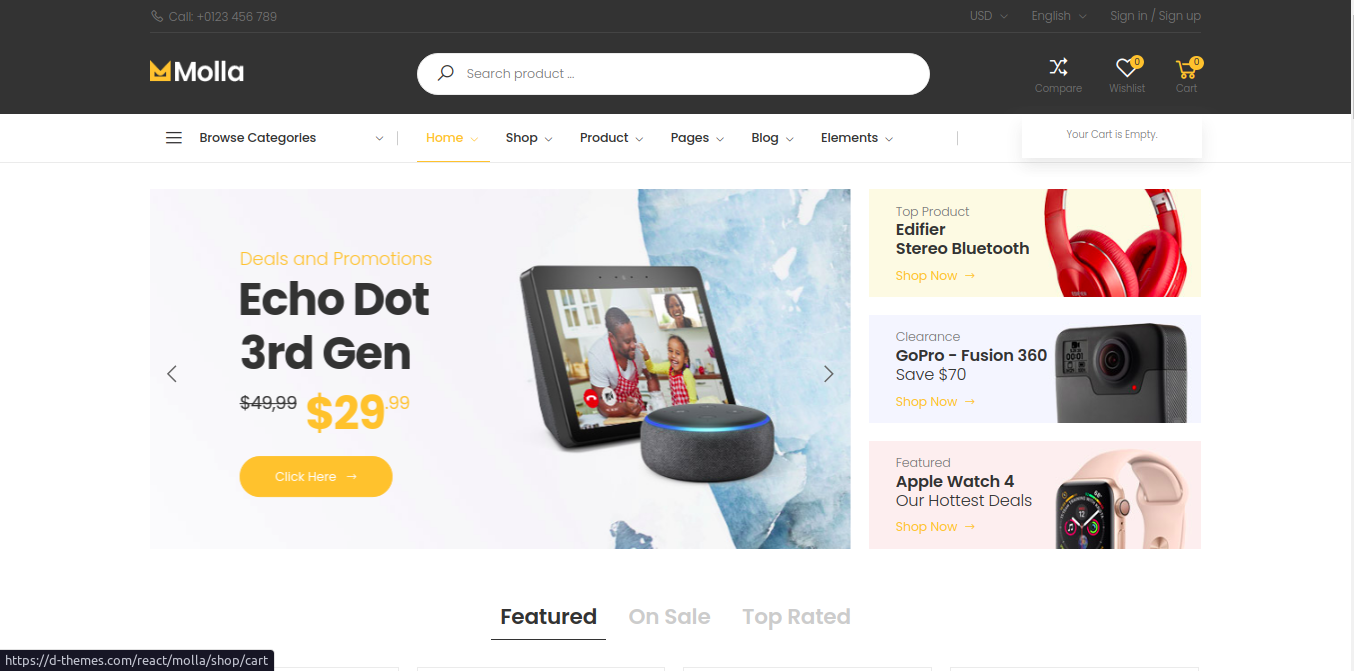 Call: +0123 456 789
USD
English
Sign in / Sign up
Molla
Search product ...
Compare
0
Wishlist
0
Cart
Browse Categories
Home
Shop
Product
Pages
Blog
Elements
Your Cart is Empty.
Deals and Promotions
Echo Dot
3rd Gen
$49,99 $29.99
Click Here →
Top Product
Edifier
Stereo Bluetooth
Shop Now →
Clearance
GoPro - Fusion 360
Save $70
Shop Now →
Featured
Apple Watch 4
Our Hottest Deals
Shop Now →
Featured
On Sale
Top Rated
https://d-themes.com/react/molla/shop/cart